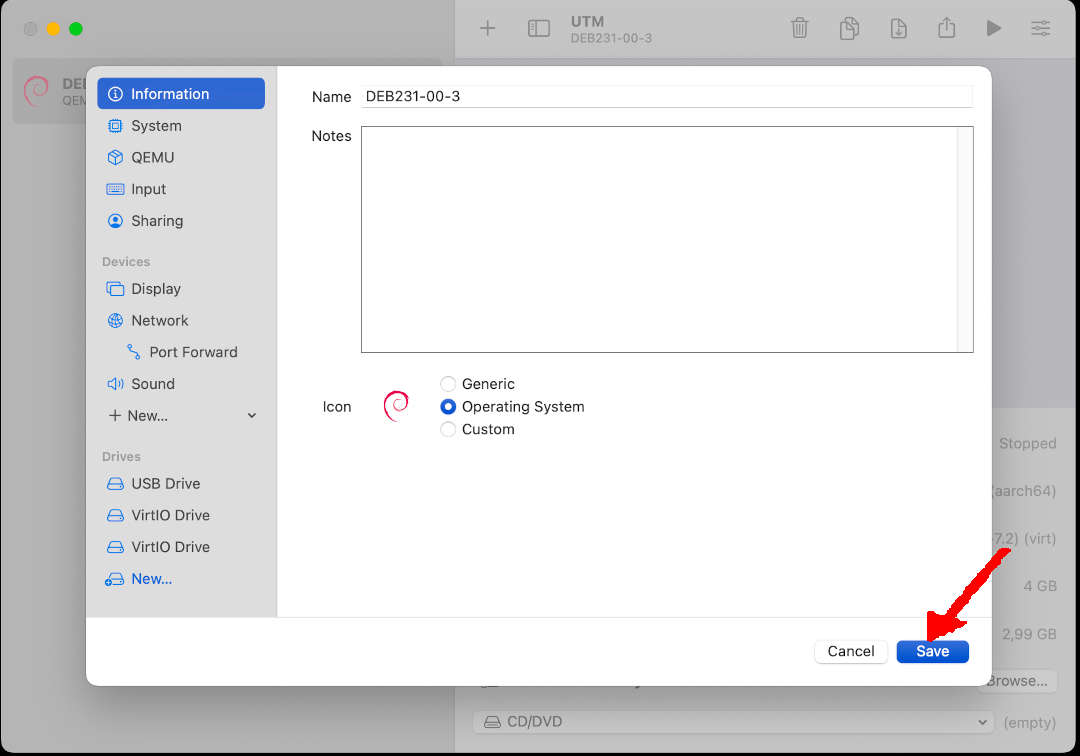 UTM
DEB231-00-3
Information
System
QEMU
Input
Sharing
Devices
Display
Network
Port Forward
Sound
New...
Drives
USB Drive
VirtIO Drive
VirtIO Drive
New...
Name DEB231-00-3
Notes
Icon
Generic
Operating System
Custom
Stopped
(aarch64)
7.2) (virt)
4 GB
2,99 GB
Cancel Save
Browse...
CD/DVD (empty)